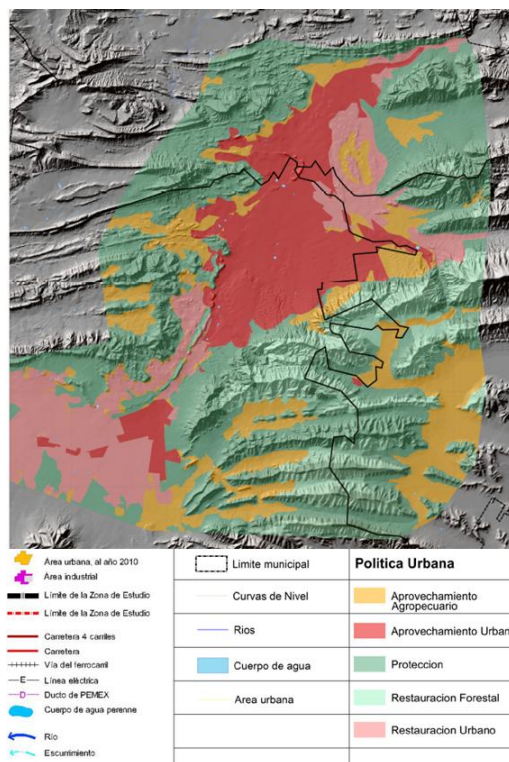 Área urbana, al año 2010
Área industrial
Límite de la Zona de Estudio
Límite de la Zona de Estudio
Carretera 4 carriles
Carretera
Vía del ferrocarril
E Línea eléctrica
D Ducto de PEMEX
Cuerpo de agua perenne
Río
Escurrimiento
Limite municipal
Curvas de Nivel
Rios
Cuerpo de agua
Area urbana
Politica Urbana
Aprovechamiento
Agropecuario
Aprovechamiento Urban
Proteccion
Restauracion Forestal
Restauracion Urbano